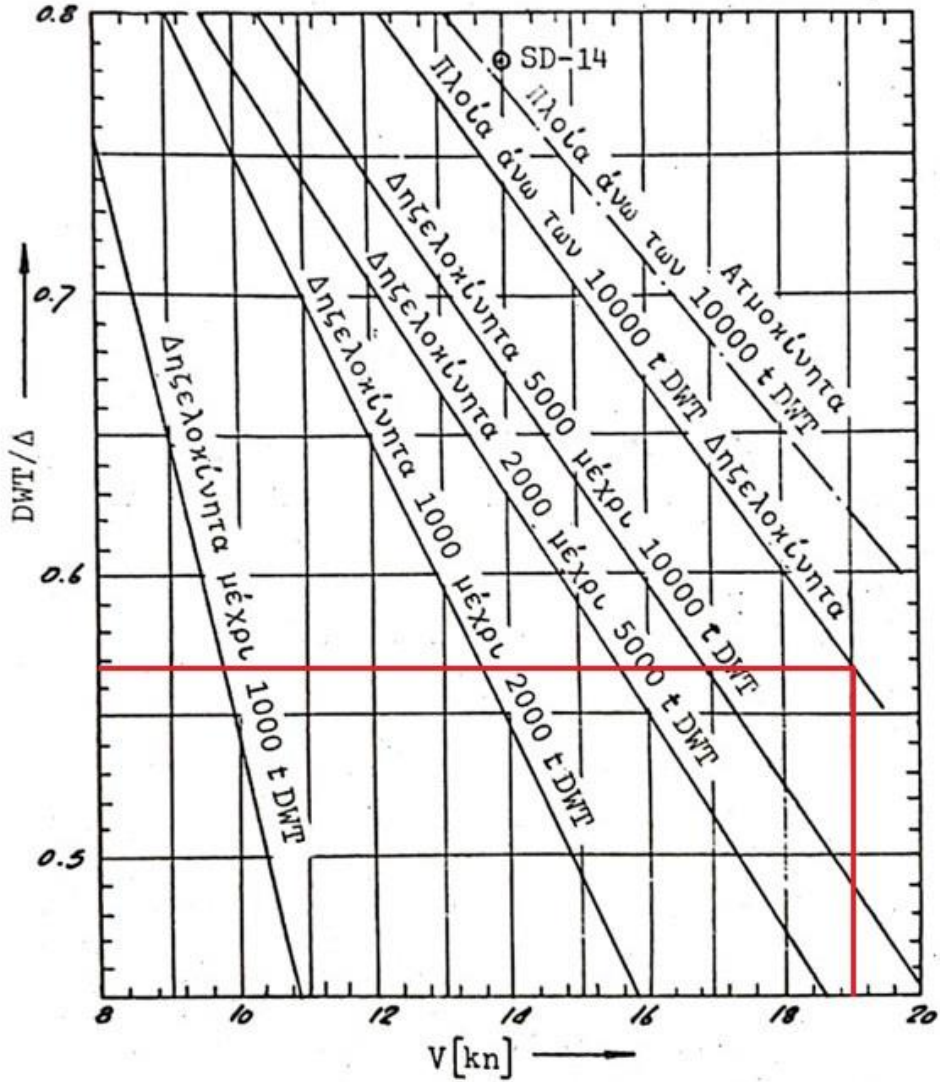 0.8
0.7
0.6
0.5
DWT/Δ
⊙ SD-14
Πλοία άνω των 10000 t DWT Ατμοκίνητα
Πλοία άνω των 10000 t DWT Δηζελοκίνητα
Δηζελοκίνητα 5000 μέχρι 10000 t DWT
Δηζελοκίνητα 2000 μέχρι 5000 t DWT
Δηζελοκίνητα 1000 μέχρι 2000 t DWT
Δηζελοκίνητα μέχρι 1000 t DWT
8 10 12 14 16 18 20
V[kn]